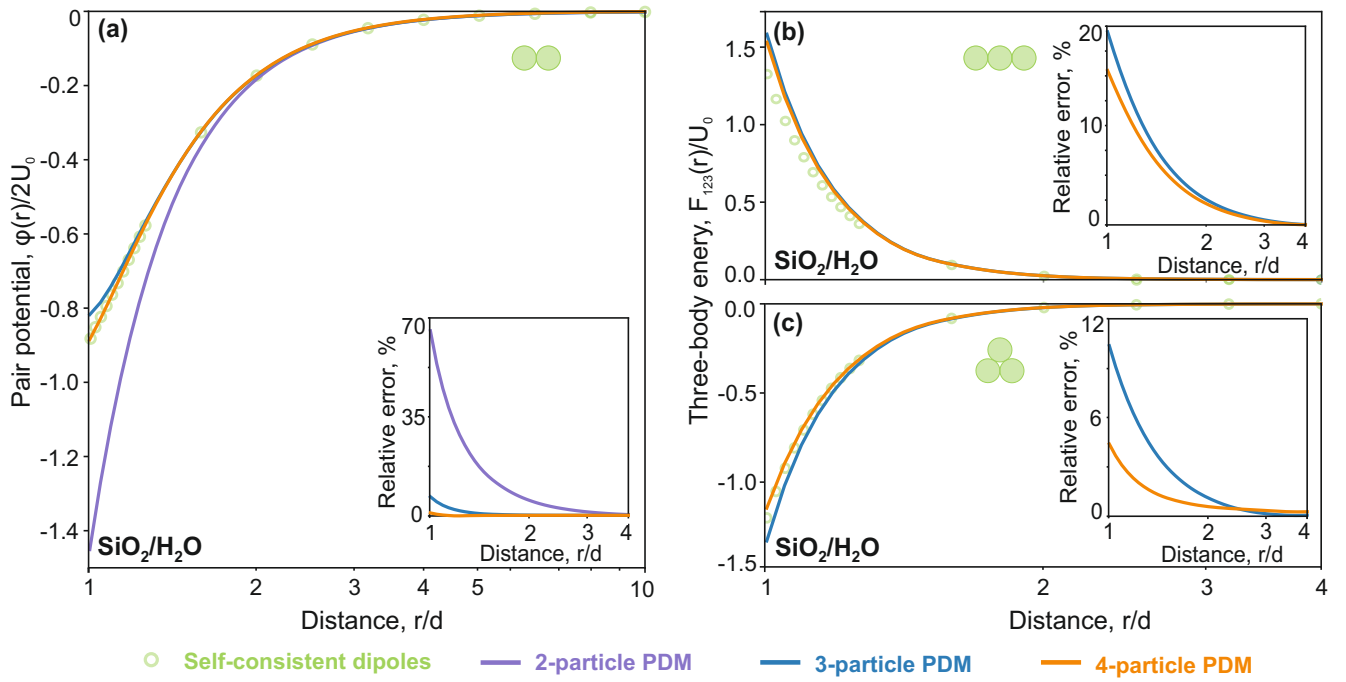 (a)
0
-0.2
-0.4
-0.6
-0.8
-1.0
-1.2
-1.4
Pair potential, φ(r)/2U₀
SiO₂/H₂O
1
2
3
4
5
10
Distance, r/d
70
35
0
Relative error, %
1
2
3
4
Distance, r/d
(b)
1.5
1.0
0.5
0.0
Three-body enery, F₁₂₃(r)/U₀
SiO₂/H₂O
20
10
0
Relative error, %
1
2
3
4
Distance, r/d
(c)
0.0
-0.5
-1.0
-1.5
SiO₂/H₂O
12
6
0
Relative error, %
1
2
3
4
Distance, r/d
1
2
3
4
Distance, r/d
Self-consistent dipoles
2-particle PDM
3-particle PDM
4-particle PDM